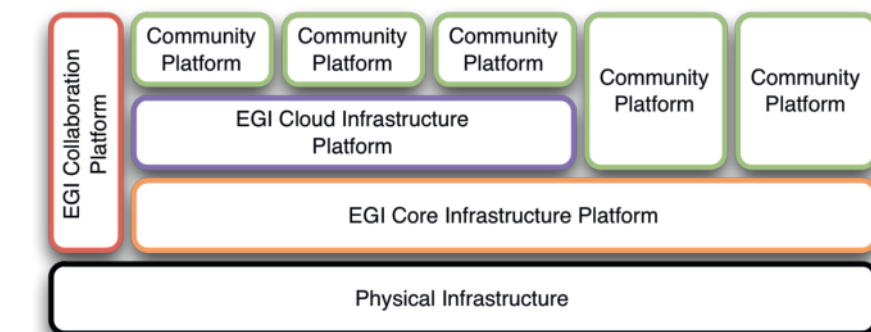 EGI Collaboration
Platform
Community
Platform
Community
Platform
Community
Platform
Community
Platform
Community
Platform
EGI Cloud Infrastructure
Platform
EGI Core Infrastructure Platform
Physical Infrastructure